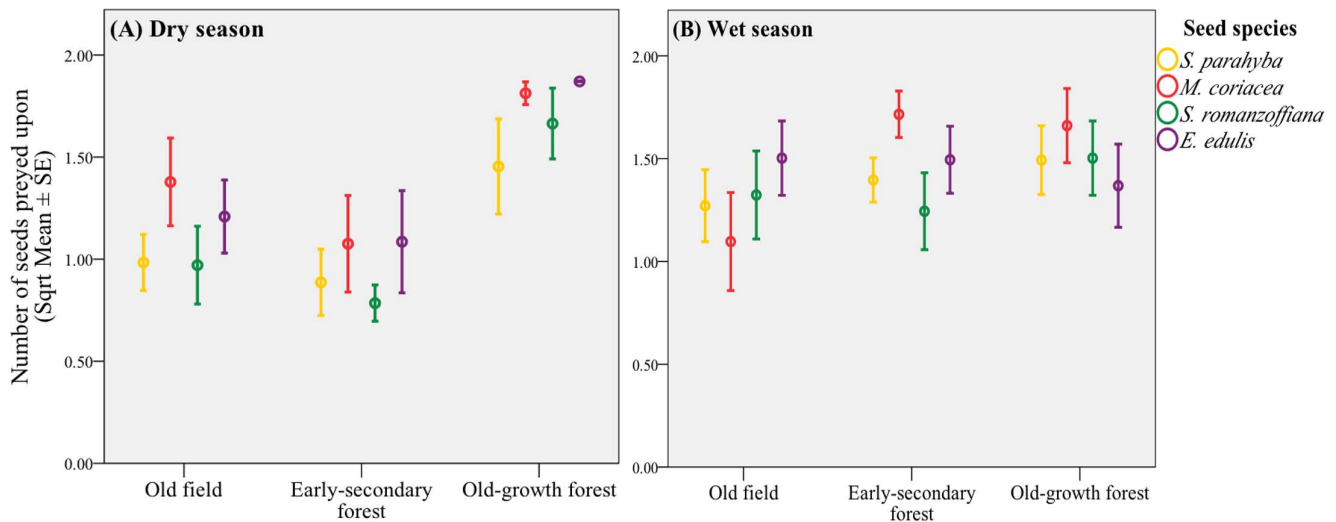 (A) Dry season
Number of seeds preyed upon
(Sqrt Mean ± SE)
2.00
1.50
1.00
0.50
0.00
Old field
Early-secondary
forest
Old-growth forest
(B) Wet season
2.00
1.50
1.00
0.50
0.00
Old field
Early-secondary
forest
Old-growth forest
Seed species
S. parahyba
M. coriacea
S. romanzoffiana
E. edulis